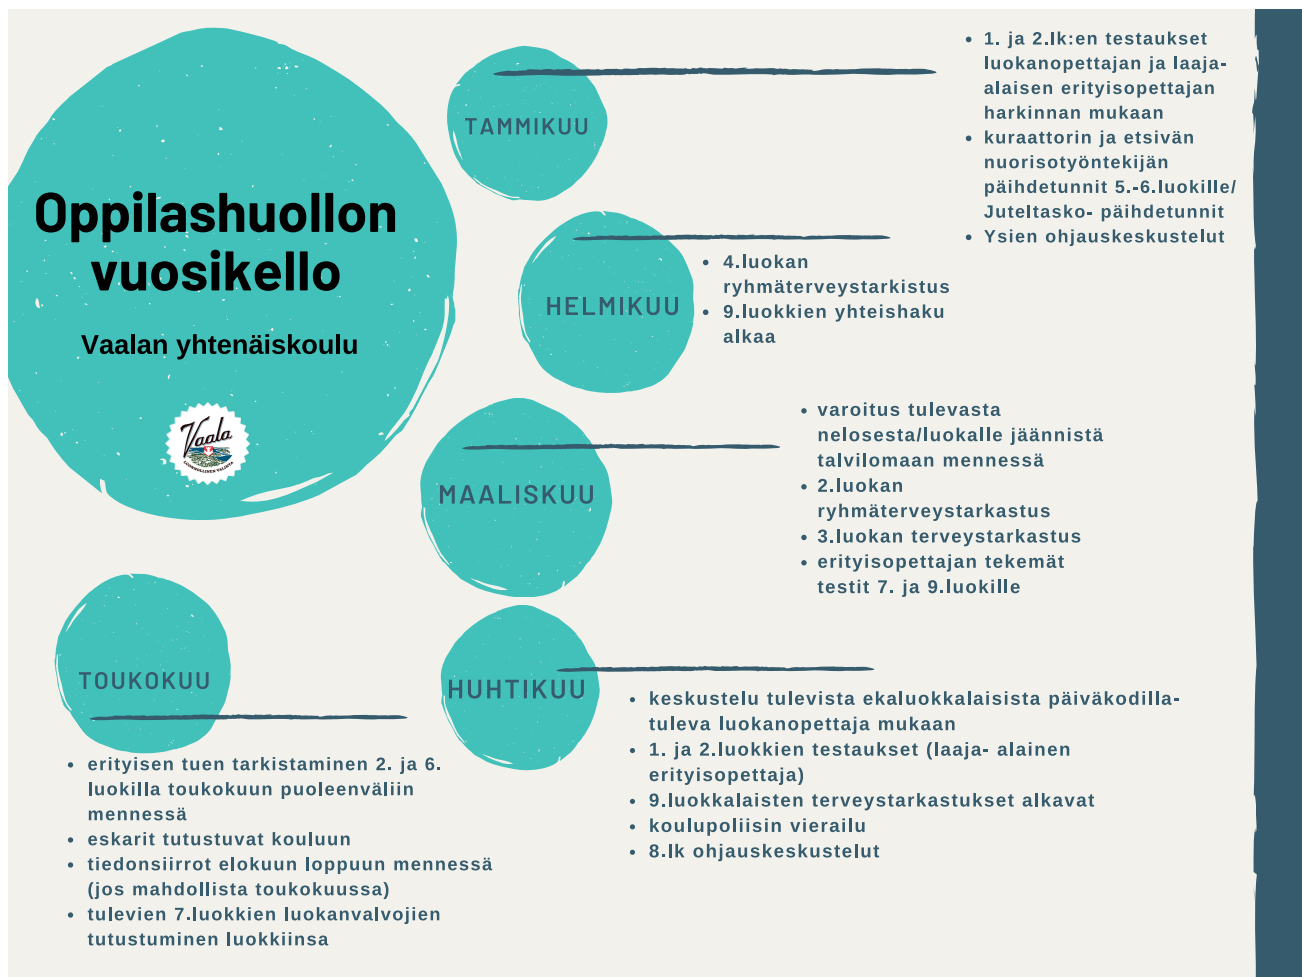 Oppilashuollon
vuosikello
Vaalan yhtenäiskoulu
Vaala
TAMMIKUU
1. ja 2.lk:en testaukset
luokanopettajan ja laaja-
alaisen erityisopettajan
harkinnan mukaan
kuraattorin ja etsivän
nuorisotyöntekijän
päihdetunnit 5.-6.luokille/
Juteltasko- päihdetunnit
Ysien ohjauskeskustelut
HELMIKUU
4.luokan
ryhmäterveystarkistus
9.luokkien yhteishaku
alkaa
MAALISKUU
varoitus tulevasta
nelosesta/luokalle jäännistä
talvilomaan mennessä
2.luokan
ryhmäterveystarkastus
3.luokan terveystarkastus
erityisopettajan tekemät
testit 7. ja 9.luokille
HUHTIKUU
keskustelu tulevista ekaluokkalaisista päiväkodilla-
tuleva luokanopettaja mukaan
1. ja 2.luokkien testaukset (laaja- alainen
erityisopettaja)
9.luokkalaisten terveystarkastukset alkavat
koulupoliisin vierailu
8.lk ohjauskeskustelut
TOUKOKUU
erityisen tuen tarkistaminen 2. ja 6.
luokilla toukokuun puoleenväliin
mennessä
eskarit tutustuvat kouluun
tiedonsiirrot elokuun loppuun mennessä
(jos mahdollista toukokuussa)
tulevien 7.luokkien luokanvalvojien
tutustuminen luokkiinsa